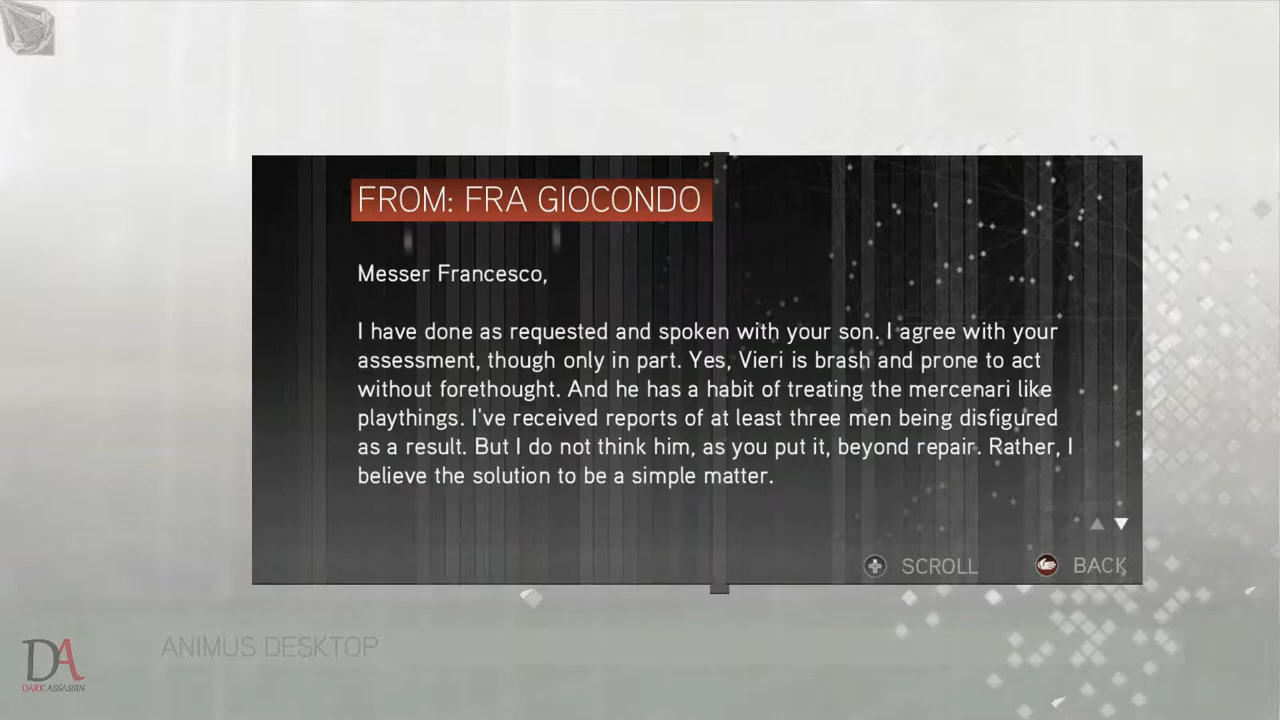 FROM: FRA GIOCONDO
Messer Francesco,
I have done as requested and spoken with your son. I agree with your
assessment, though only in part. Yes, Vieri is brash and prone to act
without forethought. And he has a habit of treating the mercenari like
playthings. I've received reports of at least three men being disfigured
as a result. But I do not think him, as you put it, beyond repair. Rather, I
believe the solution to be a simple matter.
SCROLL
BACK
ANIMUS DESKTOP
DA
DARK ASSASSIN